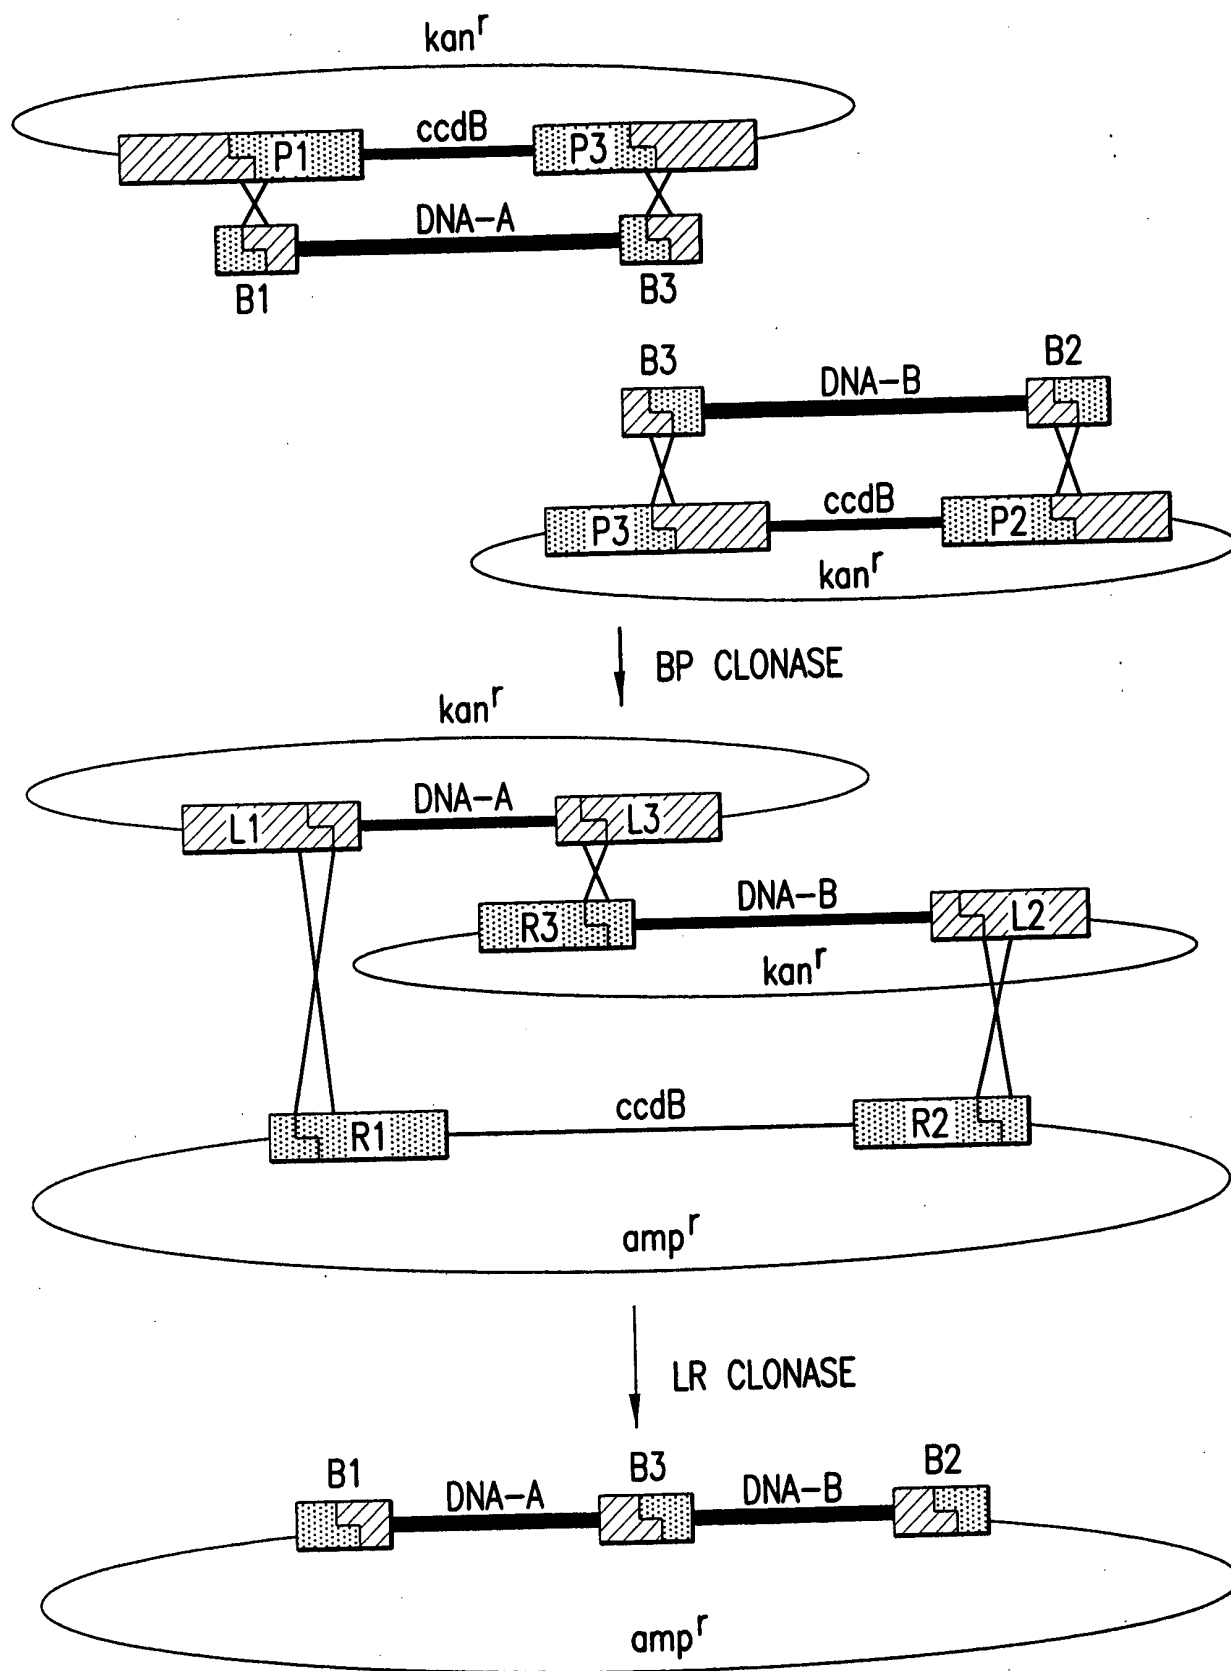 kanʳ
ccdB
P1
P3
DNA-A
B1
B3
B3
B2
DNA-B
ccdB
P3
P2
kanʳ
BP CLONASE
kanʳ
DNA-A
L1
L3
DNA-B
R3
L2
kanʳ
ccdB
R1
R2
ampʳ
LR CLONASE
B1
B3
B2
DNA-A
DNA-B
ampʳ